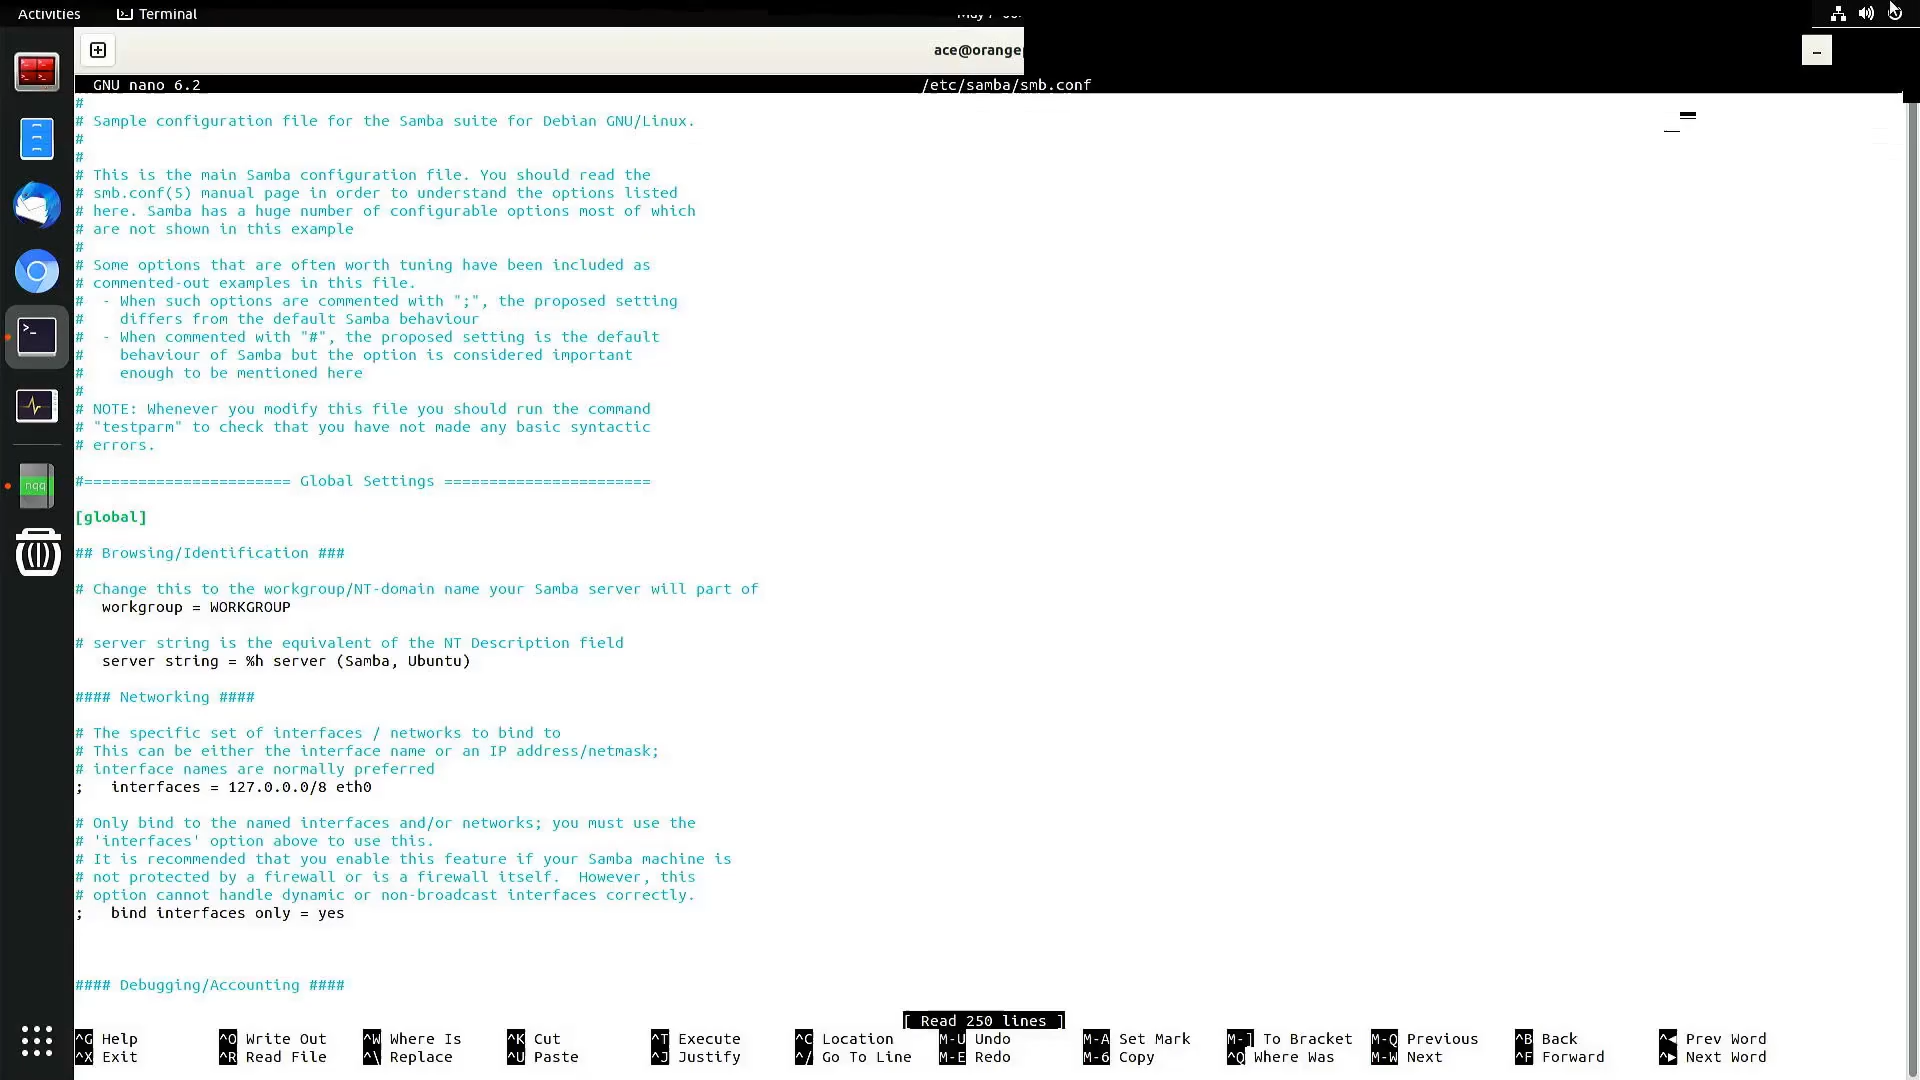 Activities
Terminal
ace@orange
GNU nano 6.2
/etc/samba/smb.conf
#
# Sample configuration file for the Samba suite for Debian GNU/Linux.
#
#
# This is the main Samba configuration file. You should read the
# smb.conf(5) manual page in order to understand the options listed
# here. Samba has a huge number of configurable options most of which
# are not shown in this example
#
# Some options that are often worth tuning have been included as
# commented-out examples in this file.
#  - When such options are commented with ";", the proposed setting
#    differs from the default Samba behaviour
#  - When commented with "#", the proposed setting is the default
#    behaviour of Samba but the option is considered important
#    enough to be mentioned here
#
# NOTE: Whenever you modify this file you should run the command
# "testparm" to check that you have not made any basic syntactic
# errors.
#======================= Global Settings =======================
[global]
## Browsing/Identification ###
# Change this to the workgroup/NT-domain name your Samba server will part of
   workgroup = WORKGROUP
# server string is the equivalent of the NT Description field
   server string = %h server (Samba, Ubuntu)
#### Networking ####
# The specific set of interfaces / networks to bind to
# This can be either the interface name or an IP address/netmask;
# interface names are normally preferred
;   interfaces = 127.0.0.0/8 eth0
# Only bind to the named interfaces and/or networks; you must use the
# 'interfaces' option above to use this.
# It is recommended that you enable this feature if your Samba machine is
# not protected by a firewall or is a firewall itself.  However, this
# option cannot handle dynamic or non-broadcast interfaces correctly.
;   bind interfaces only = yes
#### Debugging/Accounting ####
[ Read 250 lines ]
^G Help ^O Write Out ^W Where Is ^K Cut ^T Execute ^C Location M-U Undo M-A Set Mark M-] To Bracket M-Q Previous ^B Back ^◀ Prev Word
^X Exit ^R Read File ^\ Replace ^U Paste ^J Justify ^/ Go To Line M-E Redo M-6 Copy ^Q Where Was M-W Next ^F Forward ^▶ Next Word